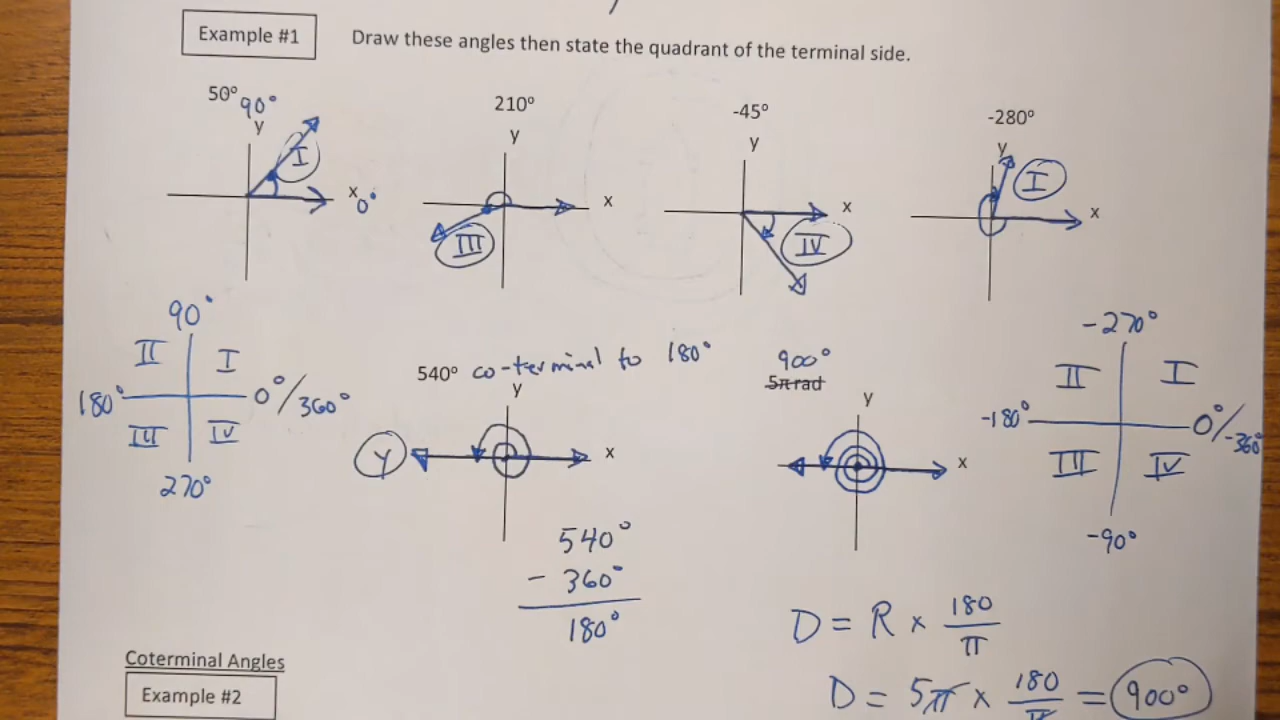 Example #1 Draw these angles then state the quadrant of the terminal side.
50° 210° -45° -280°
90°
y y y y
I III IV I
x 0° x x x
90° -270°
II I II I
180° 0°/360° -180° 0°/-360°
III IV III IV
270° -90°
540° co-terminal to 180° 900°
5π rad
y y
Y x x
540°
- 360°
180°
D = R × 180/π
D = 5π × 180/π = 900°
Coterminal Angles
Example #2